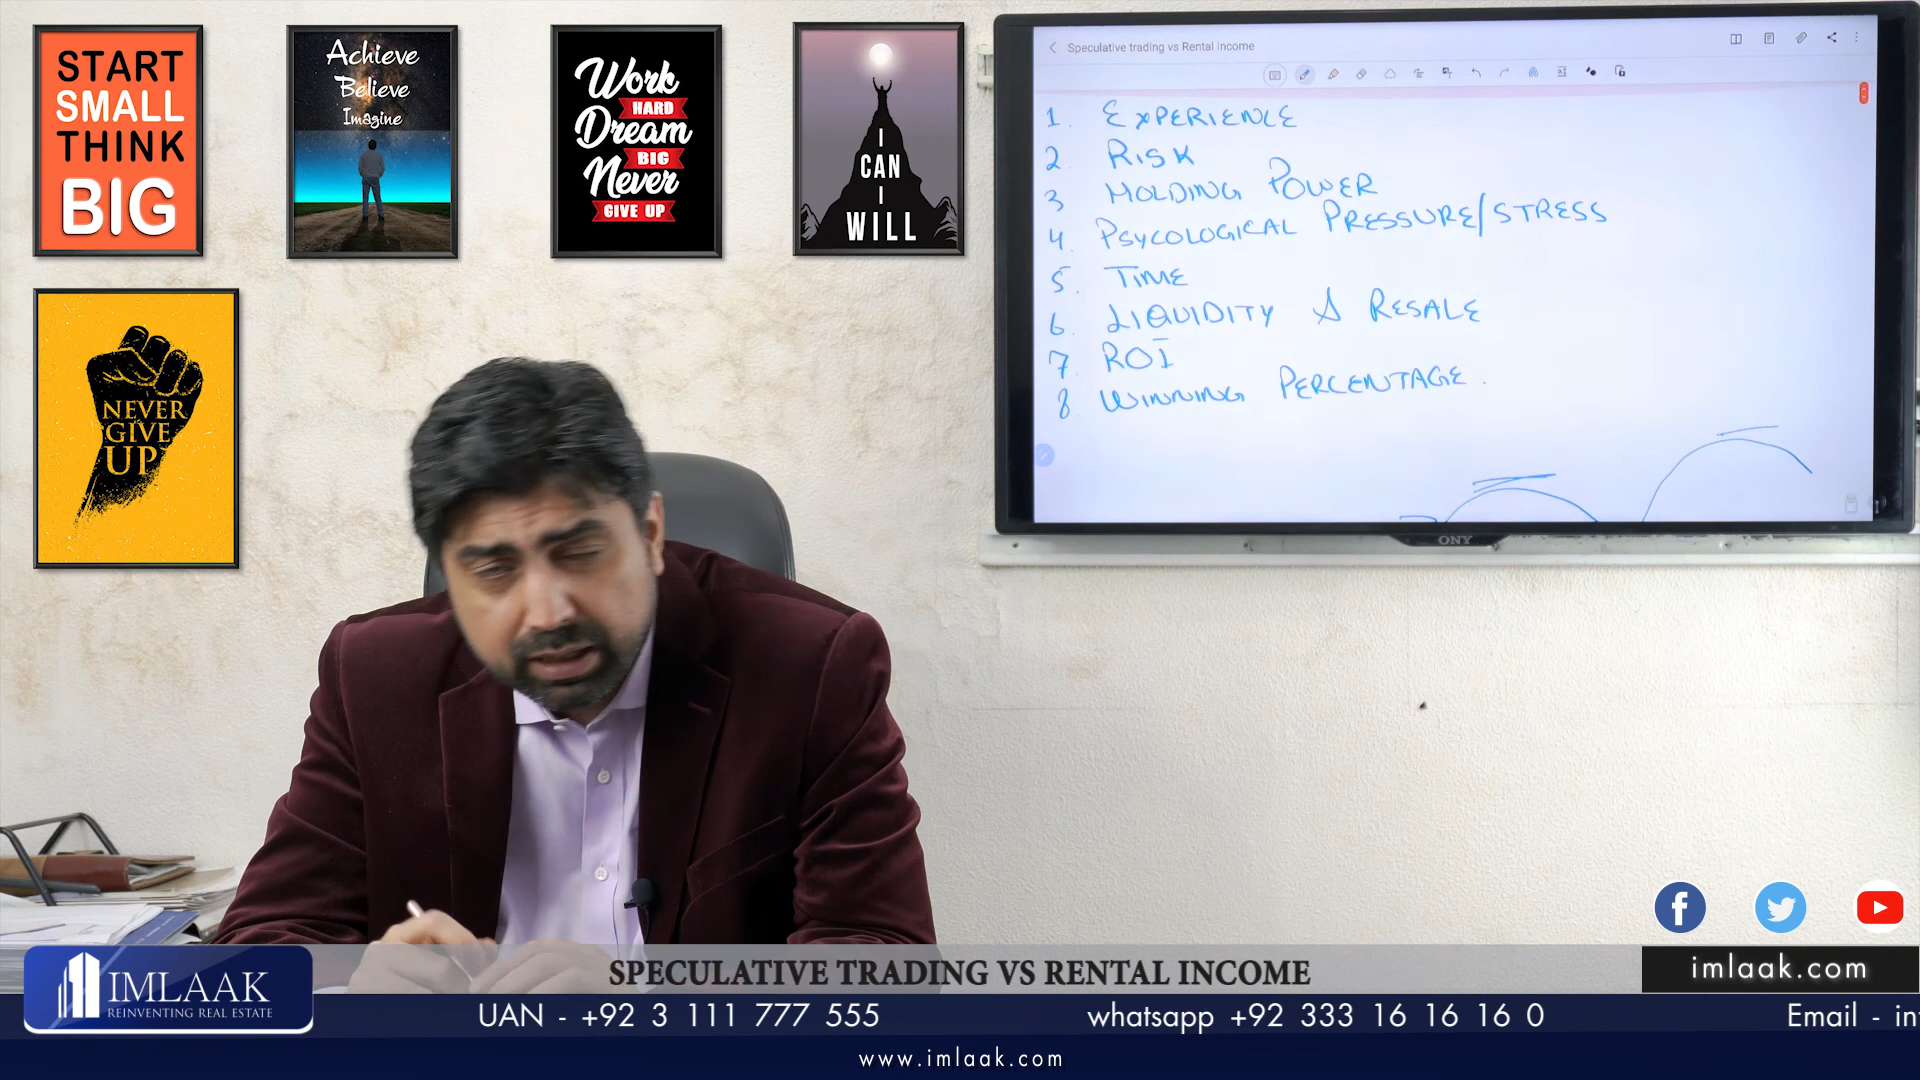 START
SMALL
THINK
BIG
Achieve
Believe
Imagine
Work
HARD
Dream
BIG
Never
GIVE UP
I
CAN
I
WILL
NEVER
GIVE
UP
Speculative trading vs Rental income
1. EXPERIENCE
2. RISK
3 HOLDING POWER
4. PSYCOLOGICAL PRESSURE/STRESS
5. TIME
6. LIQUIDITY & RESALE
7 ROI
8 WINNING PERCENTAGE.
ONY
SPECULATIVE TRADING VS RENTAL INCOME
imlaak.com
IMLAAK
REINVENTING REAL ESTATE
UAN - +92 3 111 777 555 whatsapp +92 333 16 16 16 0 Email - in
www.imlaak.com